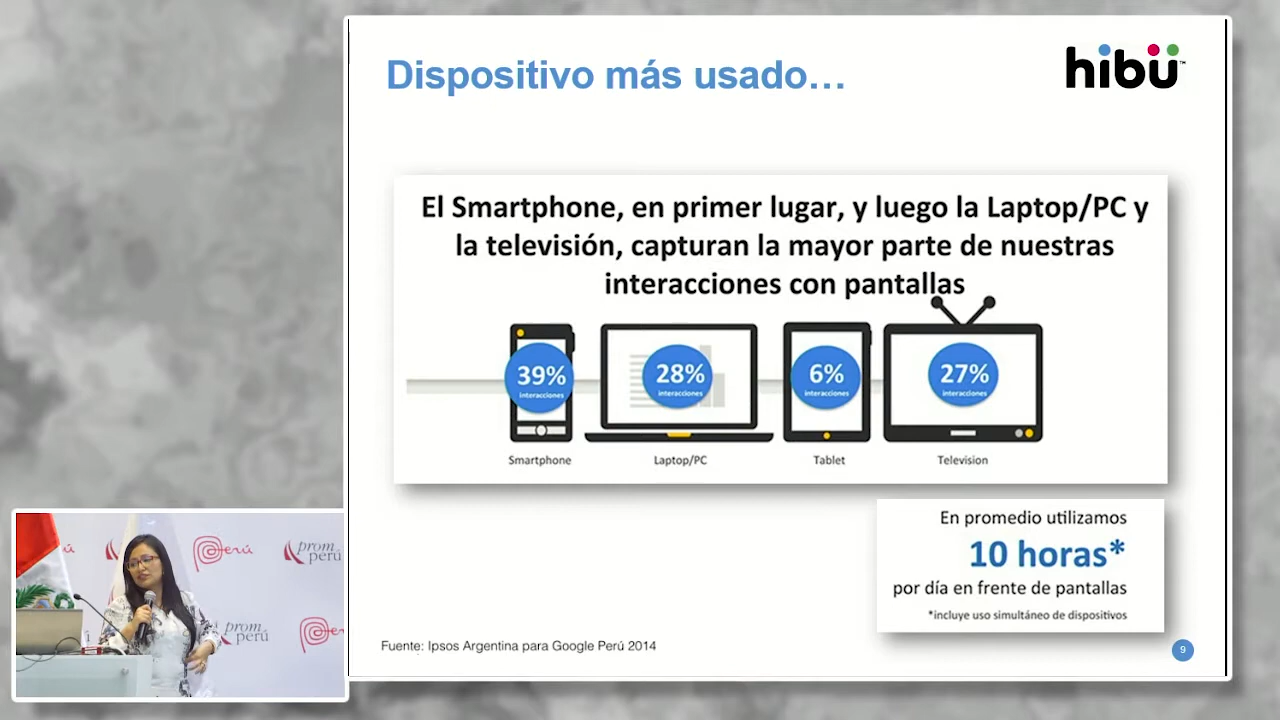 Dispositivo más usado...
hibü™
El Smartphone, en primer lugar, y luego la Laptop/PC y
la televisión, capturan la mayor parte de nuestras
interacciones con pantallas
39%
interacciones
28%
interacciones
6%
interacciones
27%
interacciones
Smartphone
Laptop/PC
Tablet
Television
En promedio utilizamos
10 horas*
por día en frente de pantallas
*incluye uso simultáneo de dispositivos
Fuente: Ipsos Argentina para Google Perú 2014
9
Perú
prom
perú
prom
perú